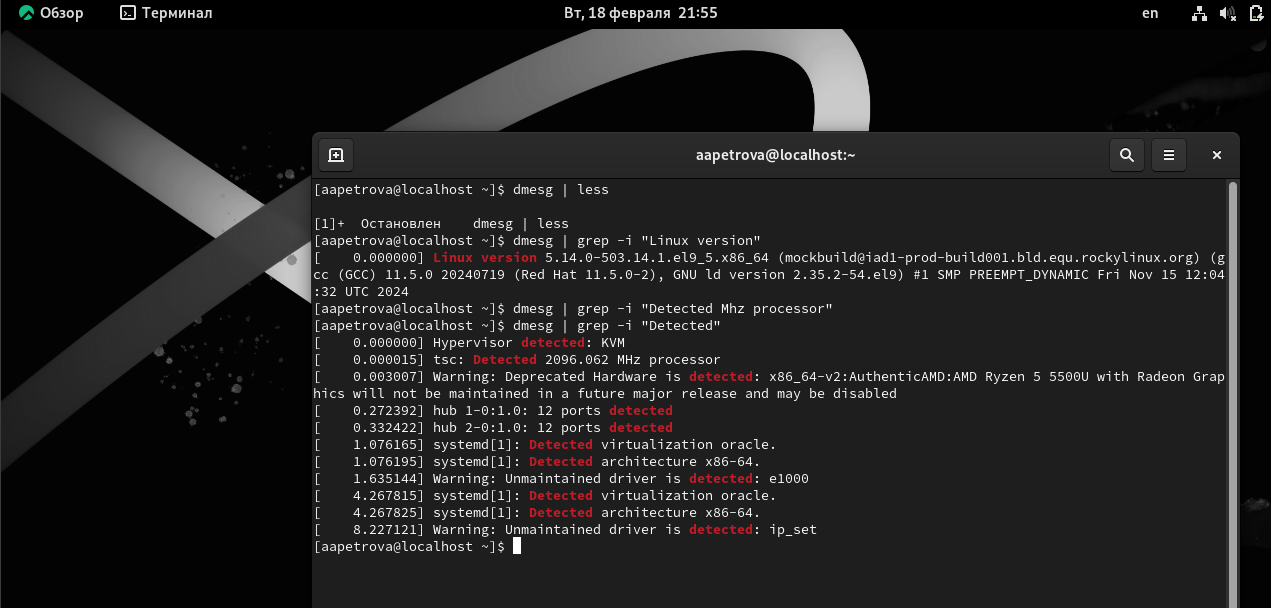 Обзор Терминал Вт, 18 февраля 21:55 en
aapetrova@localhost:~
[aapetrova@localhost ~]$ dmesg | less
[1]+  Остановлен    dmesg | less
[aapetrova@localhost ~]$ dmesg | grep -i "Linux version"
[    0.000000] Linux version 5.14.0-503.14.1.el9_5.x86_64 (mockbuild@iad1-prod-build001.bld.equ.rockylinux.org) (g
cc (GCC) 11.5.0 20240719 (Red Hat 11.5.0-2), GNU ld version 2.35.2-54.el9) #1 SMP PREEMPT_DYNAMIC Fri Nov 15 12:04
:32 UTC 2024
[aapetrova@localhost ~]$ dmesg | grep -i "Detected Mhz processor"
[aapetrova@localhost ~]$ dmesg | grep -i "Detected"
[    0.000000] Hypervisor detected: KVM
[    0.000015] tsc: Detected 2096.062 MHz processor
[    0.003007] Warning: Deprecated Hardware is detected: x86_64-v2:AuthenticAMD:AMD Ryzen 5 5500U with Radeon Grap
hics will not be maintained in a future major release and may be disabled
[    0.272392] hub 1-0:1.0: 12 ports detected
[    0.332422] hub 2-0:1.0: 12 ports detected
[    1.076165] systemd[1]: Detected virtualization oracle.
[    1.076195] systemd[1]: Detected architecture x86-64.
[    1.635144] Warning: Unmaintained driver is detected: e1000
[    4.267815] systemd[1]: Detected virtualization oracle.
[    4.267825] systemd[1]: Detected architecture x86-64.
[    8.227121] Warning: Unmaintained driver is detected: ip_set
[aapetrova@localhost ~]$